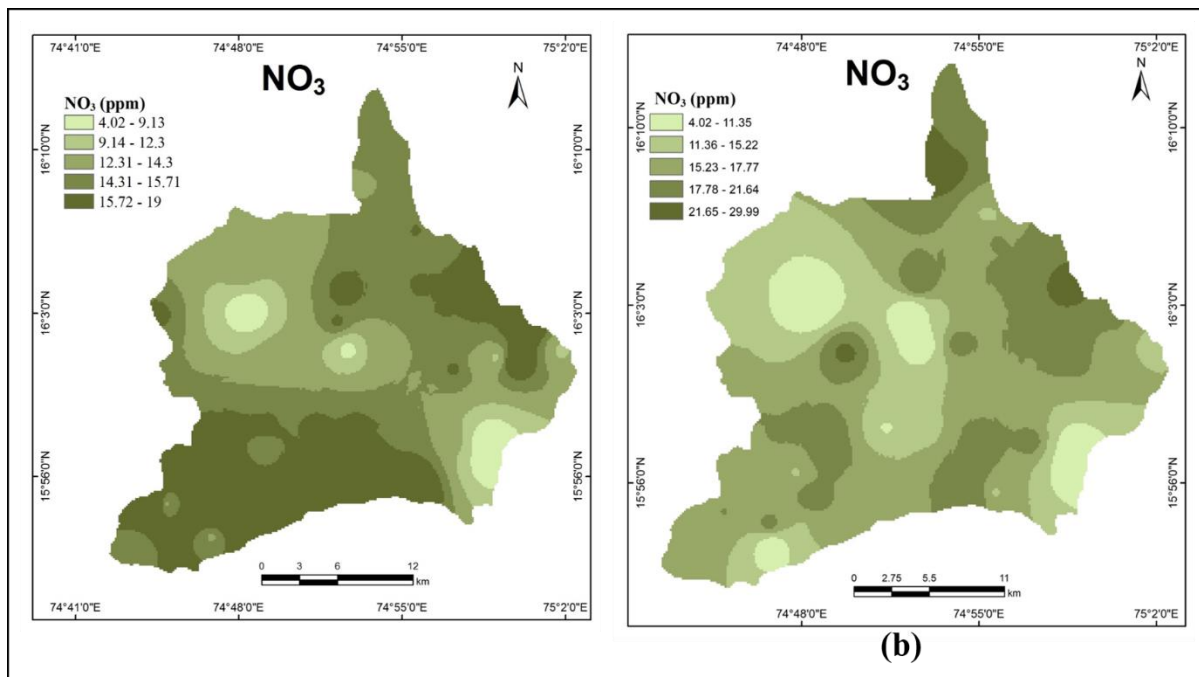 74°41'0"E 74°48'0"E 74°55'0"E 75°2'0"E
NO₃
N
NO₃ (ppm)
4.02 - 9.13
9.14 - 12.3
12.31 - 14.3
14.31 - 15.71
15.72 - 19
16°10'0"N
16°10'0"N
16°3'0"N
16°3'0"N
15°56'0"N
15°56'0"N
0 3 6 12
km
74°41'0"E 74°48'0"E 74°55'0"E 75°2'0"E
74°48'0"E 74°55'0"E 75°2'0"E
NO₃
N
NO₃ (ppm)
4.02 - 11.35
11.36 - 15.22
15.23 - 17.77
17.78 - 21.64
21.65 - 29.99
16°10'0"N
16°10'0"N
16°3'0"N
16°3'0"N
15°56'0"N
15°56'0"N
0 2.75 5.5 11
km
74°48'0"E 74°55'0"E 75°2'0"E
(b)